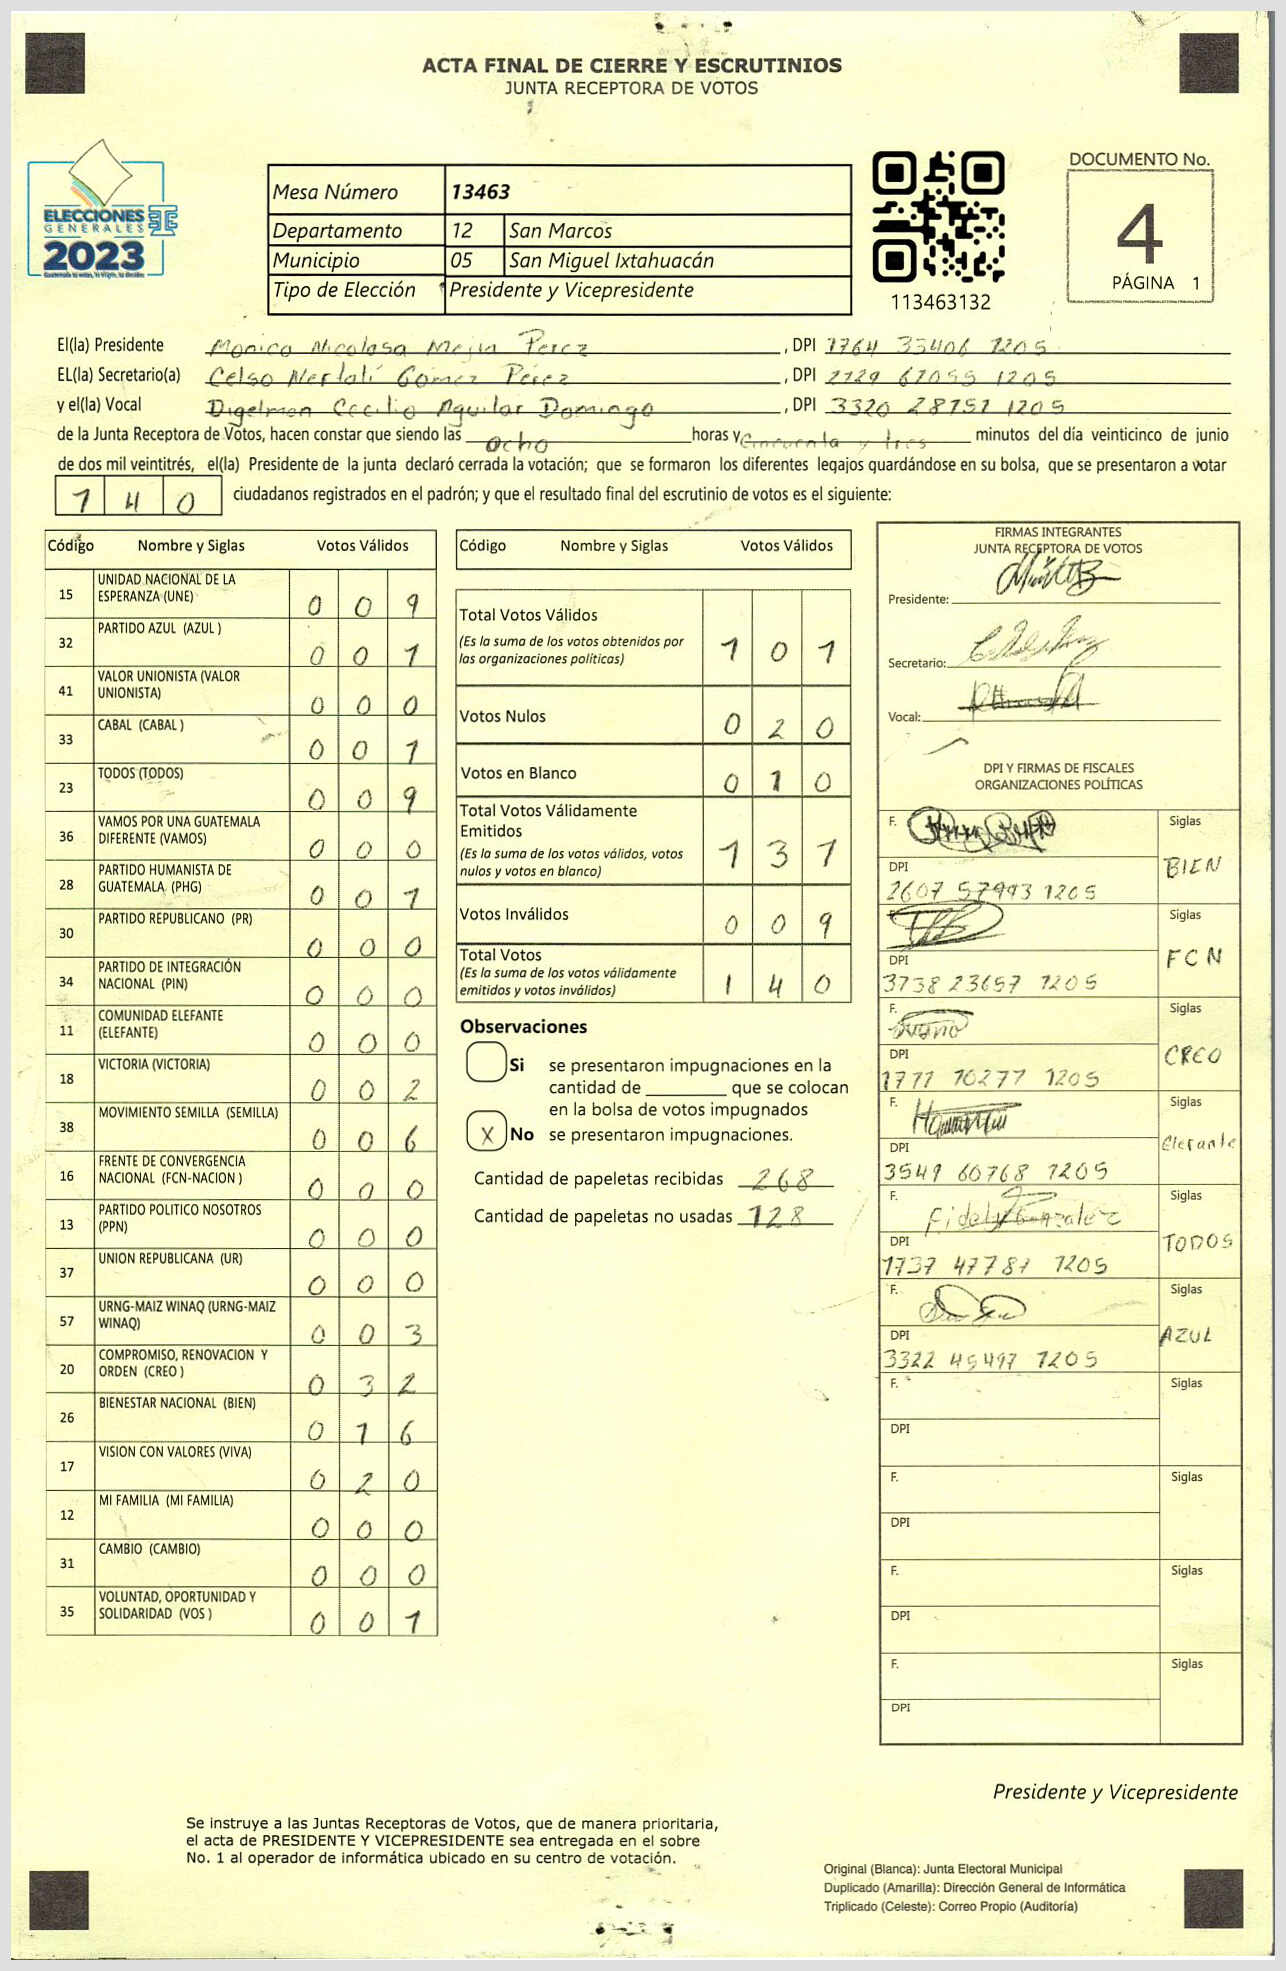 ACTA FINAL DE CIERRE Y ESCRUTINIOS
JUNTA RECEPTORA DE VOTOS
ELECCIONES
GENERALES
2023
Mesa Número 13463
Departamento 12 San Marcos
Municipio 05 San Miguel Ixtahuacán
Tipo de Elección Presidente y Vicepresidente
113463132
DOCUMENTO No.
4
PÁGINA 1
El(la) Presidente Monica Nicolasa Mejia Perez, DPI 1764 33406 1205
EL(la) Secretario(a) Celso Neftalí Gómez Pérez, DPI 2129 67055 1205
y el(la) Vocal Digelmen Cecilio Aguilar Domingo, DPI 3320 28751 1205
de la Junta Receptora de Votos, hacen constar que siendo las ocho horas y cincuenta y tres minutos del día veinticinco de junio
de dos mil veintitrés, el(la) Presidente de la junta declaró cerrada la votación; que se formaron los diferentes legajos quardándose en su bolsa, que se presentaron a votar
140 ciudadanos registrados en el padrón; y que el resultado final del escrutinio de votos es el siguiente:
Código Nombre y Siglas Votos Válidos
15 UNIDAD NACIONAL DE LA ESPERANZA (UNE) 0 0 9
32 PARTIDO AZUL (AZUL ) 0 0 1
41 VALOR UNIONISTA (VALOR UNIONISTA) 0 0 0
33 CABAL (CABAL ) 0 0 1
23 TODOS (TODOS) 0 0 9
36 VAMOS POR UNA GUATEMALA DIFERENTE (VAMOS) 0 0 0
28 PARTIDO HUMANISTA DE GUATEMALA (PHG) 0 0 1
30 PARTIDO REPUBLICANO (PR) 0 0 0
34 PARTIDO DE INTEGRACIÓN NACIONAL (PIN) 0 0 0
11 COMUNIDAD ELEFANTE (ELEFANTE) 0 0 0
18 VICTORIA (VICTORIA) 0 0 2
38 MOVIMIENTO SEMILLA (SEMILLA) 0 0 6
16 FRENTE DE CONVERGENCIA NACIONAL (FCN-NACION ) 0 0 0
13 PARTIDO POLITICO NOSOTROS (PPN) 0 0 0
37 UNION REPUBLICANA (UR) 0 0 0
57 URNG-MAIZ WINAQ (URNG-MAIZ WINAQ) 0 0 3
20 COMPROMISO, RENOVACION Y ORDEN (CREO ) 0 3 2
26 BIENESTAR NACIONAL (BIEN) 0 1 6
17 VISION CON VALORES (VIVA) 0 2 0
12 MI FAMILIA (MI FAMILIA) 0 0 0
31 CAMBIO (CAMBIO) 0 0 0
35 VOLUNTAD, OPORTUNIDAD Y SOLIDARIDAD (VOS ) 0 0 1
Código Nombre y Siglas Votos Válidos
Total Votos Válidos 1 0 1
(Es la suma de los votos obtenidos por
las organizaciones políticas)
Votos Nulos 0 2 0
Votos en Blanco 0 1 0
Total Votos Válidamente
Emitidos 1 3 1
(Es la suma de los votos válidos, votos
nulos y votos en blanco)
Votos Inválidos 0 0 9
Total Votos 1 4 0
(Es la suma de los votos válidamente
emitidos y votos inválidos)
Observaciones
Si se presentaron impugnaciones en la
cantidad de ________ que se colocan
en la bolsa de votos impugnados
X No se presentaron impugnaciones.
Cantidad de papeletas recibidas 268
Cantidad de papeletas no usadas 128
FIRMAS INTEGRANTES
JUNTA RECEPTORA DE VOTOS
Presidente:
Secretario:
Vocal:
DPI Y FIRMAS DE FISCALES
ORGANIZACIONES POLÍTICAS
F. Siglas
BIEN
DPI
2607 57993 1205
F. Siglas
FCN
DPI
3738 23657 1205
F. Siglas
CREO
DPI
1777 10277 1205
F. Siglas
Elefante
DPI
3549 60768 1205
F. Fidel Gonzalez Siglas
TODOS
DPI
1737 47787 1205
F. Siglas
AZUL
DPI
3322 45497 1205
F. Siglas
DPI
F. Siglas
DPI
F. Siglas
DPI
F. Siglas
DPI
Presidente y Vicepresidente
Se instruye a las Juntas Receptoras de Votos, que de manera prioritaria,
el acta de PRESIDENTE Y VICEPRESIDENTE sea entregada en el sobre
No. 1 al operador de informática ubicado en su centro de votación.
Original (Blanca): Junta Electoral Municipal
Duplicado (Amarilla): Dirección General de Informática
Triplicado (Celeste): Correo Propio (Auditoría)